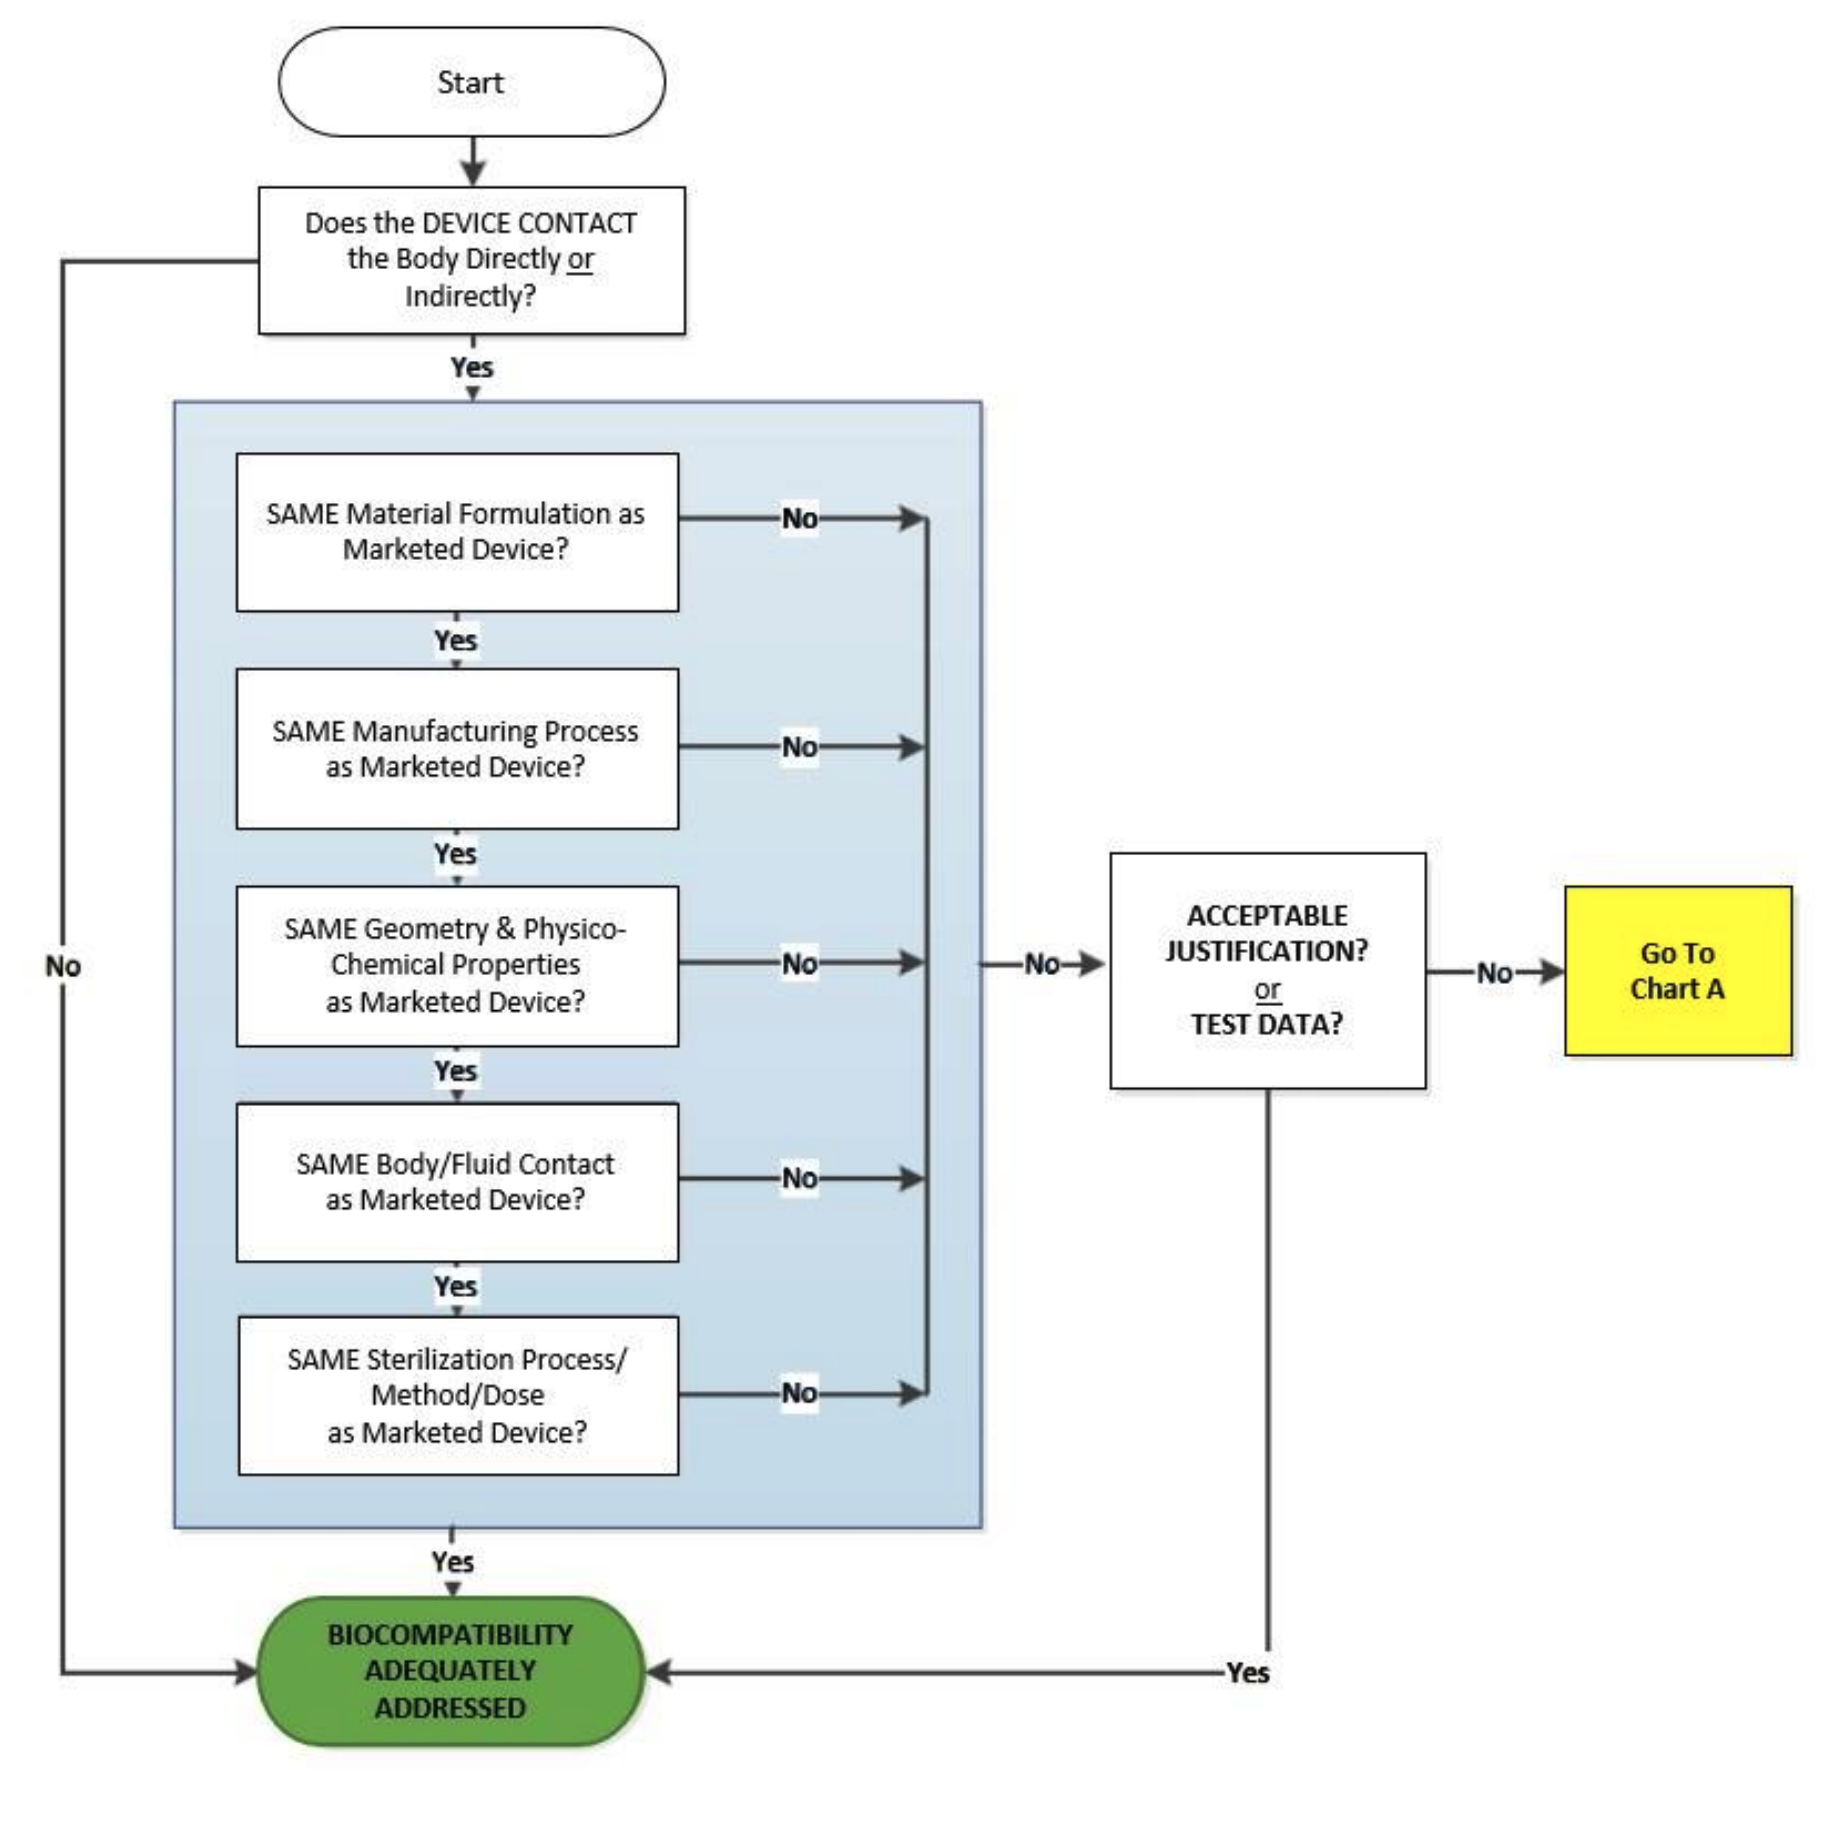 Start
Does the DEVICE CONTACT
the Body Directly or
Indirectly?
Yes
SAME Material Formulation as
Marketed Device?
No
Yes
SAME Manufacturing Process
as Marketed Device?
No
Yes
SAME Geometry & Physico-
Chemical Properties
as Marketed Device?
No
No
No
ACCEPTABLE
JUSTIFICATION?
or
TEST DATA?
No
Go To
Chart A
Yes
SAME Body/Fluid Contact
as Marketed Device?
No
Yes
SAME Sterilization Process/
Method/Dose
as Marketed Device?
No
Yes
BIOCOMPATIBILITY
ADEQUATELY
ADDRESSED
Yes